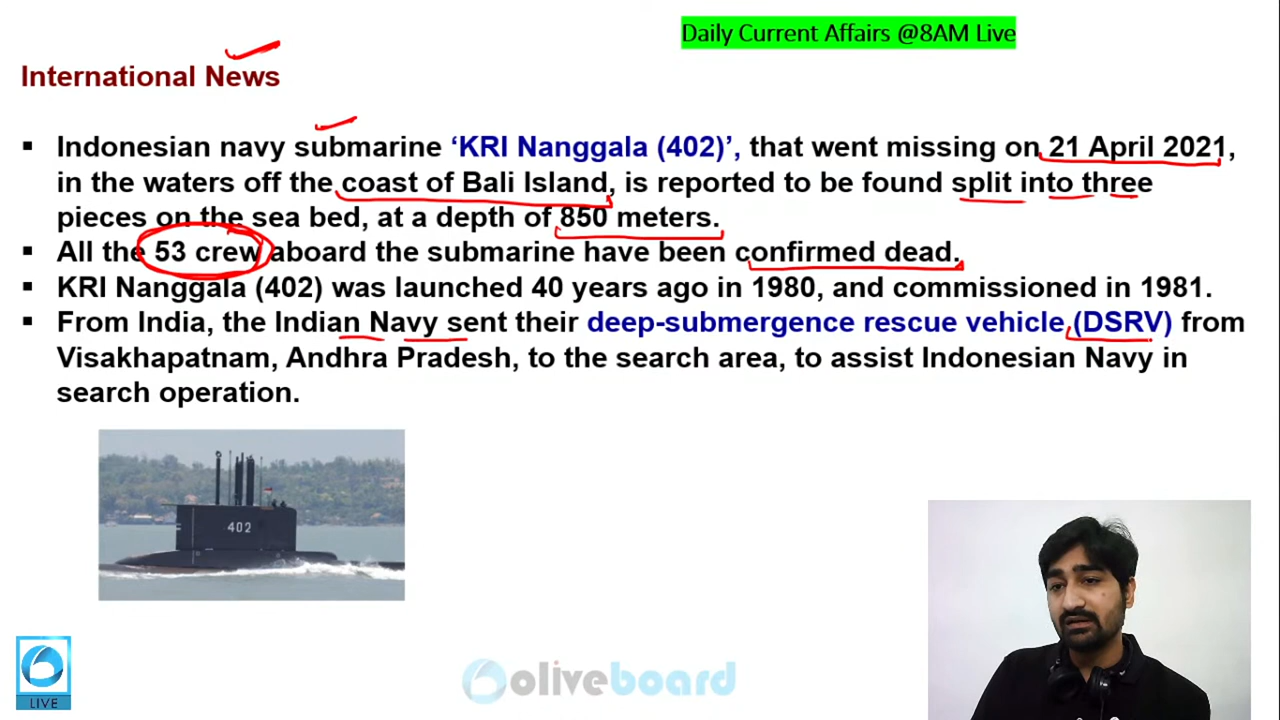 Daily Current Affairs @8AM Live
International News
▪ Indonesian navy submarine ‘KRI Nanggala (402)’, that went missing on 21 April 2021,
in the waters off the coast of Bali Island, is reported to be found split into three
pieces on the sea bed, at a depth of 850 meters.
▪ All the 53 crew aboard the submarine have been confirmed dead.
▪ KRI Nanggala (402) was launched 40 years ago in 1980, and commissioned in 1981.
▪ From India, the Indian Navy sent their deep-submergence rescue vehicle (DSRV) from
Visakhapatnam, Andhra Pradesh, to the search area, to assist Indonesian Navy in
search operation.
402
LIVE
oliveboard